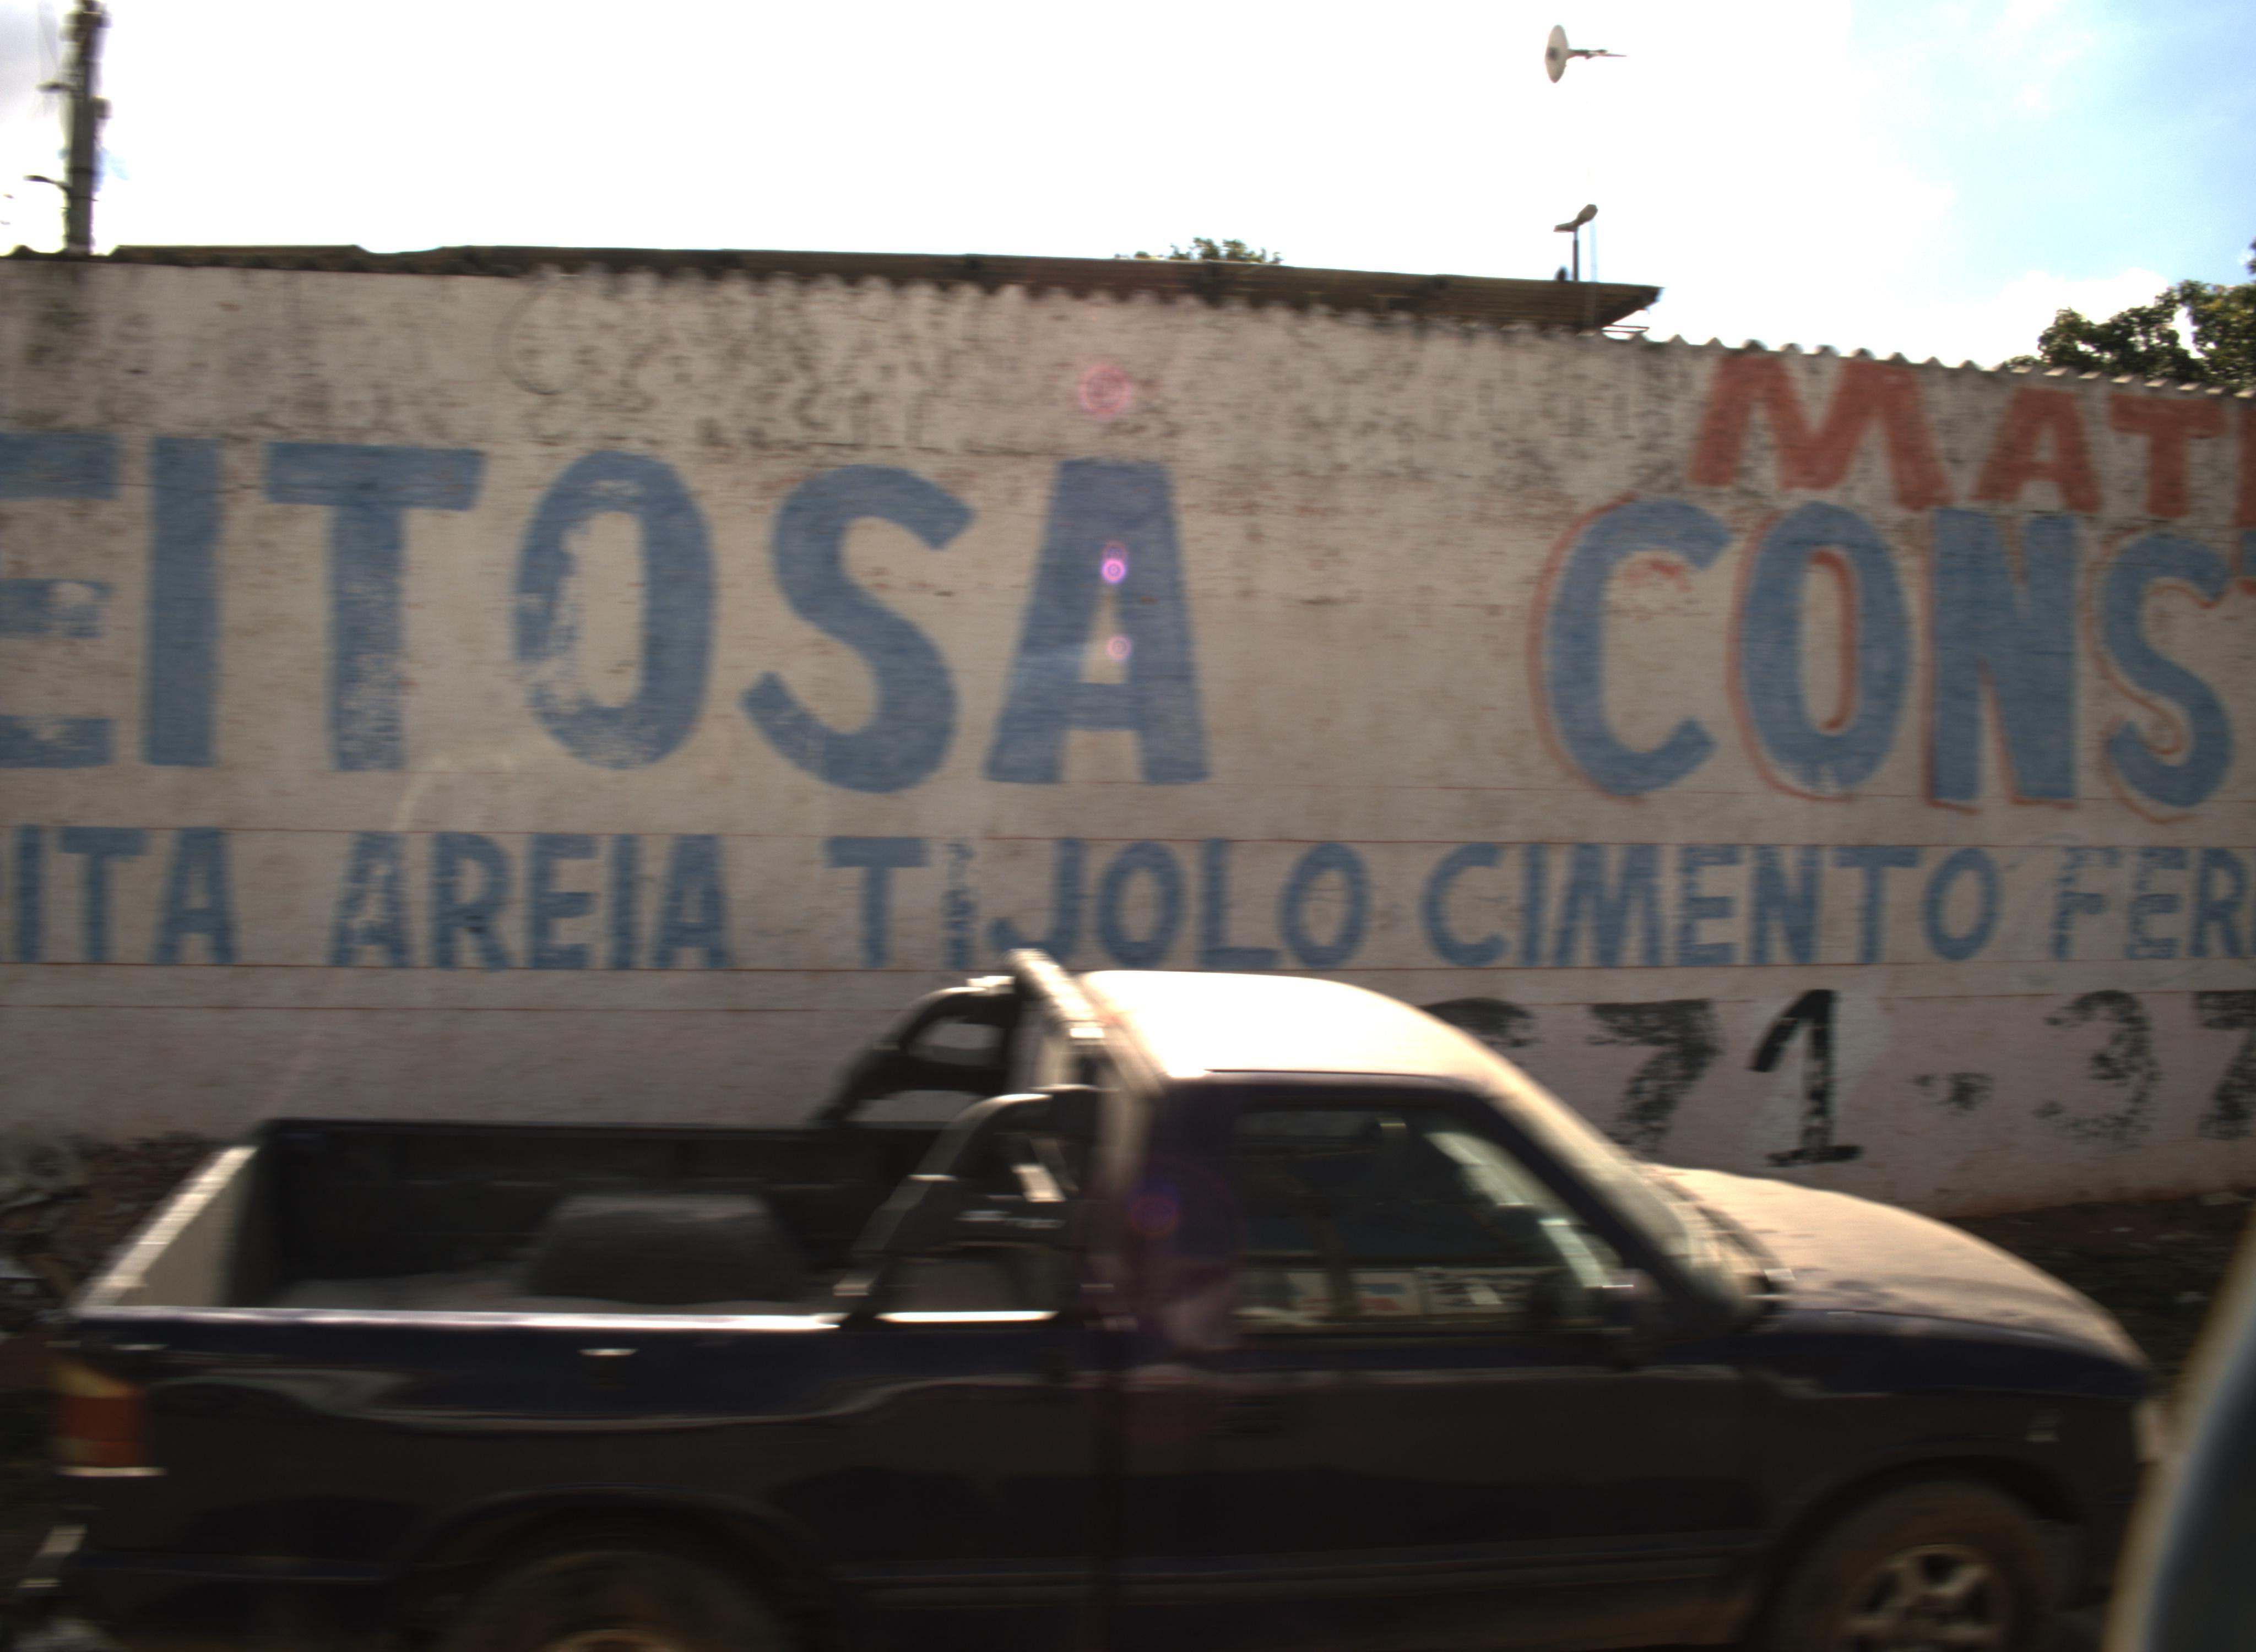 EITOSA
MAT
CONS
ITA AREIA TIJOLO CIMENTO FER
71-37